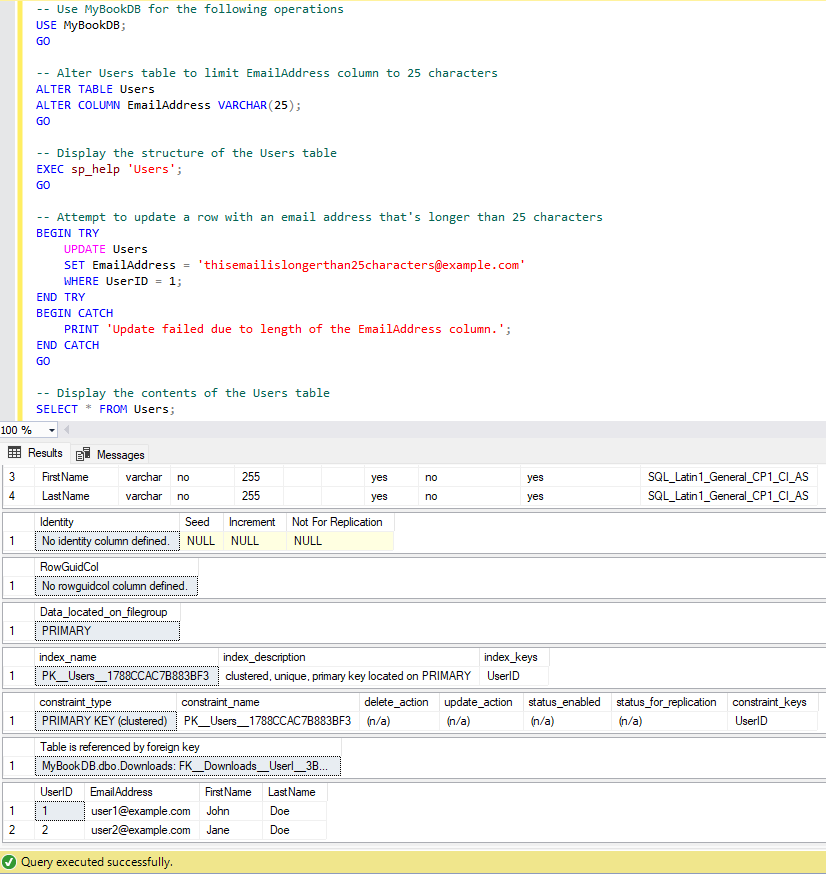 -- Use MyBookDB for the following operations
USE MyBookDB;
GO
-- Alter Users table to limit EmailAddress column to 25 characters
ALTER TABLE Users
ALTER COLUMN EmailAddress VARCHAR(25);
GO
-- Display the structure of the Users table
EXEC sp_help 'Users';
GO
-- Attempt to update a row with an email address that's longer than 25 characters
BEGIN TRY
UPDATE Users
SET EmailAddress = 'thisemailislongerthan25characters@example.com'
WHERE UserID = 1;
END TRY
BEGIN CATCH
PRINT 'Update failed due to length of the EmailAddress column.';
END CATCH
GO
-- Display the contents of the Users table
SELECT * FROM Users;
100 %
Results Messages
3 FirstName varchar no 255 yes no yes SQL_Latin1_General_CP1_CI_AS
4 LastName varchar no 255 yes no yes SQL_Latin1_General_CP1_CI_AS
Identity Seed Increment Not For Replication
1 No identity column defined. NULL NULL NULL
RowGuidCol
1 No rowguidcol column defined.
Data_located_on_filegroup
1 PRIMARY
index_name index_description index_keys
1 PK__Users__1788CCAC7B883BF3 clustered, unique, primary key located on PRIMARY UserID
constraint_type constraint_name delete_action update_action status_enabled status_for_replication constraint_keys
1 PRIMARY KEY (clustered) PK__Users__1788CCAC7B883BF3 (n/a) (n/a) (n/a) (n/a) UserID
Table is referenced by foreign key
1 MyBookDB.dbo.Downloads: FK__Downloads__UserI__3B...
UserID EmailAddress FirstName LastName
1 1 user1@example.com John Doe
2 2 user2@example.com Jane Doe
Query executed successfully.